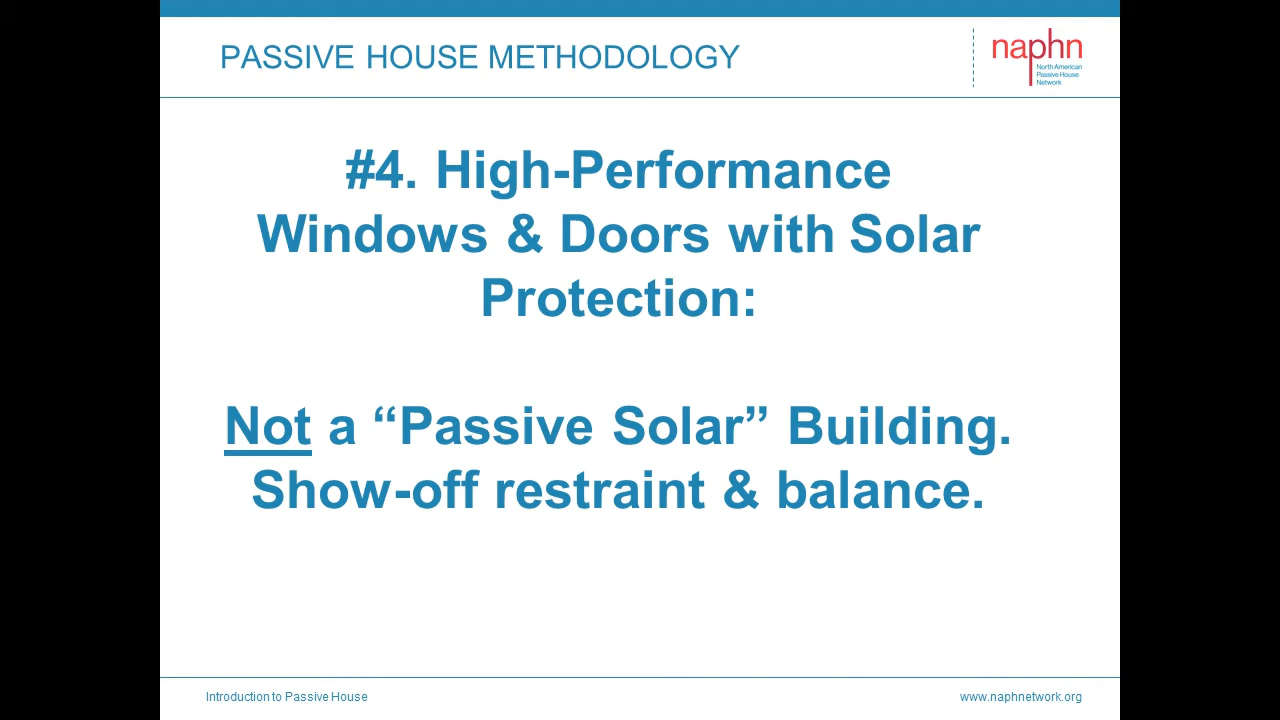 PASSIVE HOUSE METHODOLOGY
naphn
North American
Passive House
Network
#4. High-Performance
Windows & Doors with Solar
Protection:
Not a “Passive Solar” Building.
Show-off restraint & balance.
Introduction to Passive House
www.naphnetwork.org